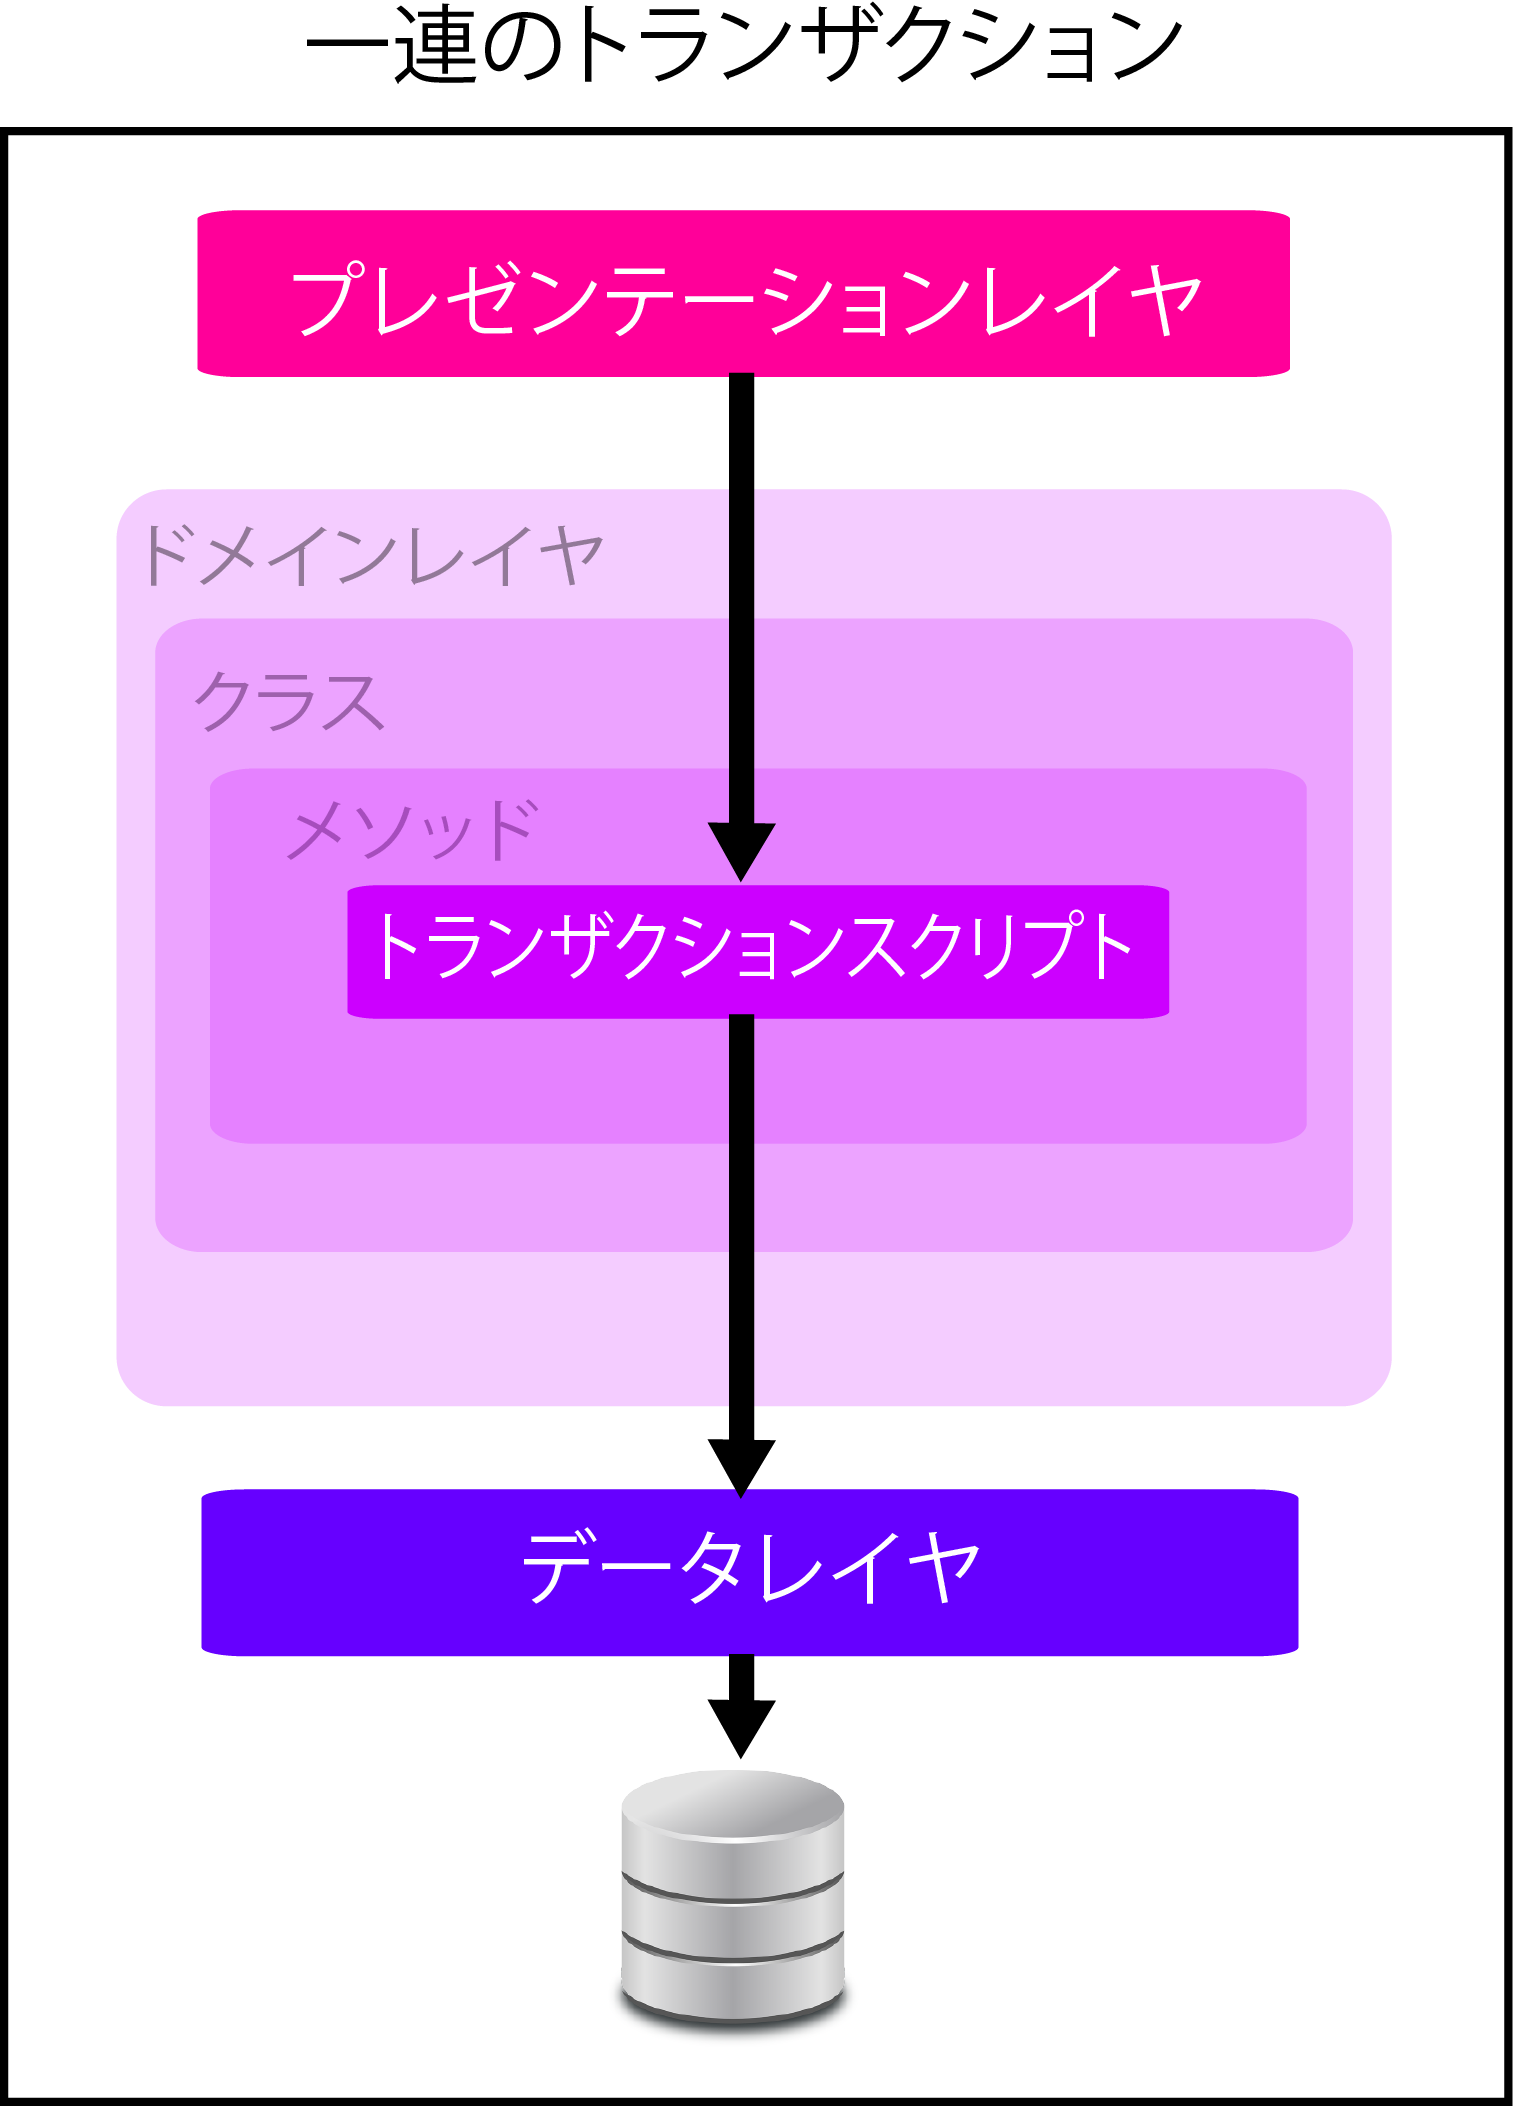 一連のトランザクション
プレゼンテーションレイヤ
ドメインレイヤ
クラス
メソッド
トランザクションスクリプト
データレイヤ